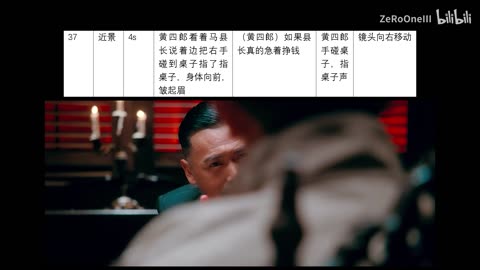 ZeRoOneIII bilibili
37 近景 4s 黄四郎看着马县 （黄四郎）如果县 黄四郎 镜头向右移动
长说着边把右手 长真的急着挣钱 手碰桌
碰到桌子指了指 子，指
桌子，身向前， 桌子声
皱起眉